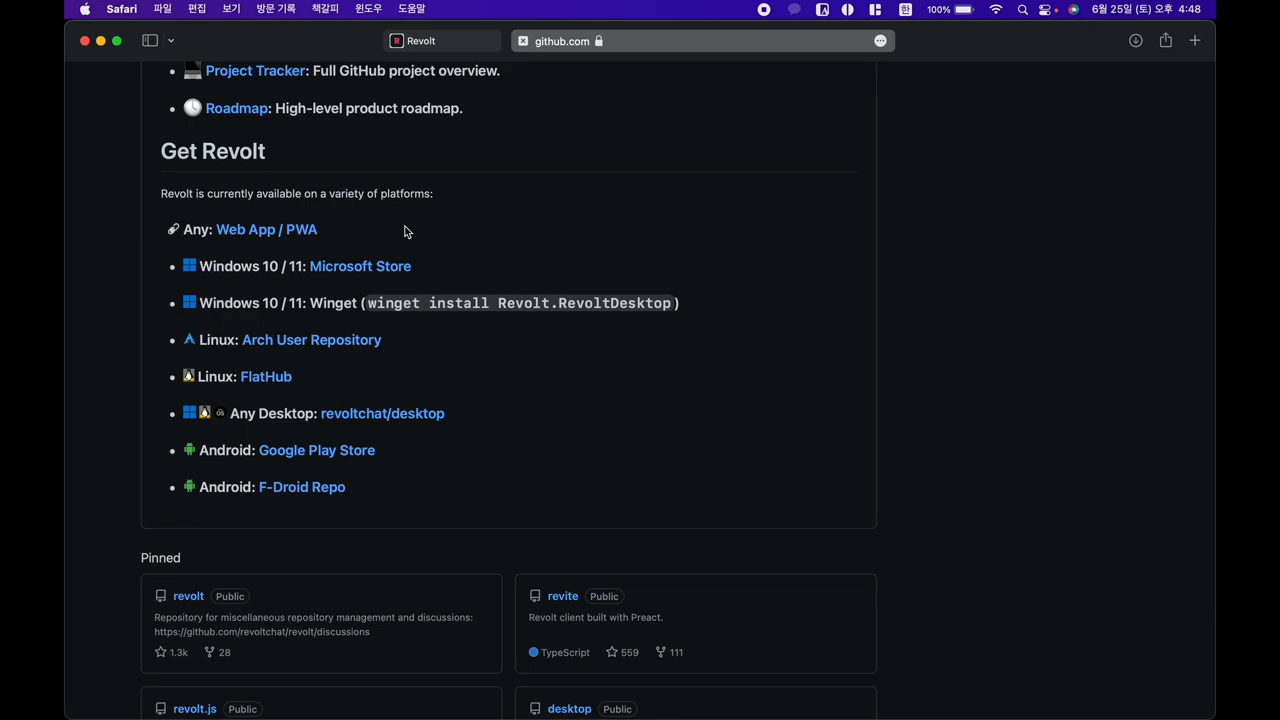 Safari 파일 편집 보기 방문 기록 책갈피 윈도우 도움말 한 100% 6월 25일 (토) 오후 4:48
Revolt github.com
Project Tracker: Full GitHub project overview.
Roadmap: High-level product roadmap.
Get Revolt
Revolt is currently available on a variety of platforms:
Any: Web App / PWA
Windows 10 / 11: Microsoft Store
Windows 10 / 11: Winget (winget install Revolt.RevoltDesktop)
Linux: Arch User Repository
Linux: FlatHub
Any Desktop: revoltchat/desktop
Android: Google Play Store
Android: F-Droid Repo
Pinned
revolt Public
Repository for miscellaneous repository management and discussions:
https://github.com/revoltchat/revolt/discussions
1.3k 28
revite Public
Revolt client built with Preact.
TypeScript 559 111
revolt.js Public
desktop Public